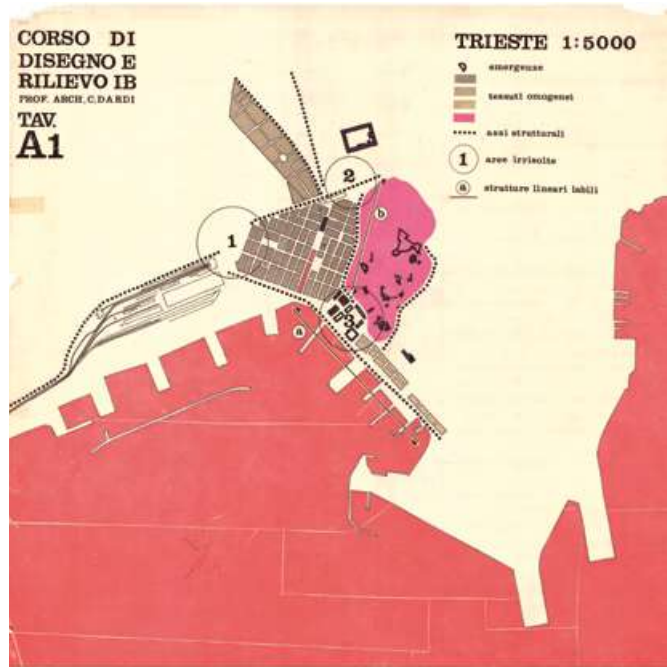 CORSO DI
DISEGNO E
RILIEVO IB
PROF. ARCH. C. DARDI
TAV.
A1
TRIESTE 1:5000
emergenze
tessuti omogenei
assi strutturali
1 aree irrisolte
a strutture lineari labili
2
b
1
3
a